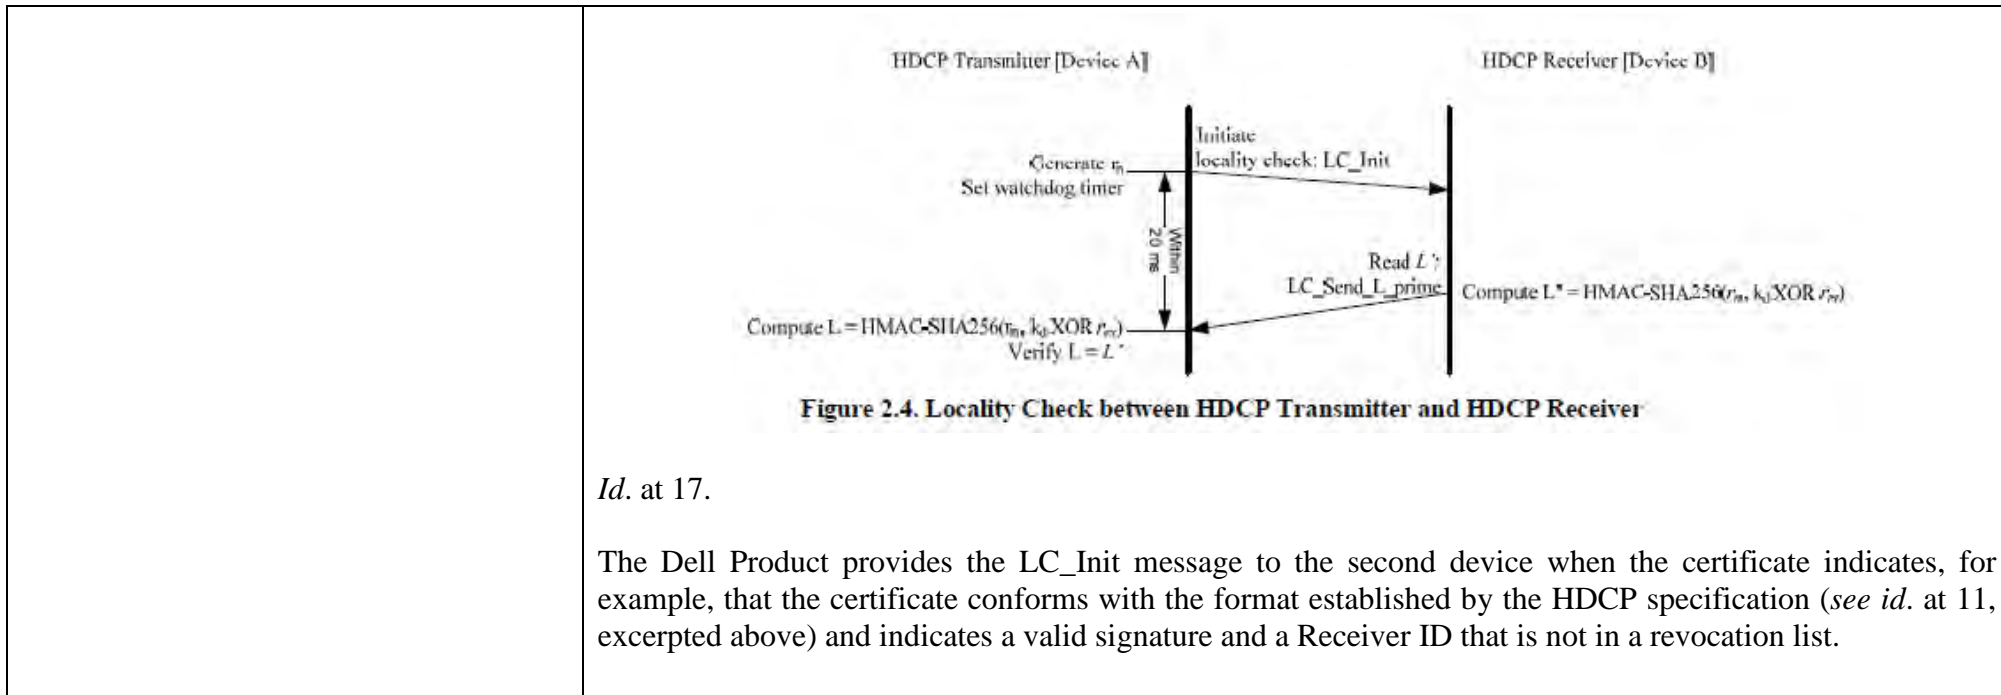 HDCP Transmitter [Device A]
HDCP Receiver [Device B]
Initiate
locality check: LC_Init
Generate rn
Set watchdog timer
Within
20 ms
Read L':
LC_Send_L_prime
Compute L' = HMAC-SHA256(rn, kd XOR rrx)
Compute L = HMAC-SHA256(rn, kd XOR rrx)
Verify L = L'
Figure 2.4. Locality Check between HDCP Transmitter and HDCP Receiver
Id. at 17.
The Dell Product provides the LC_Init message to the second device when the certificate indicates, for
example, that the certificate conforms with the format established by the HDCP specification (see id. at 11,
excerpted above) and indicates a valid signature and a Receiver ID that is not in a revocation list.